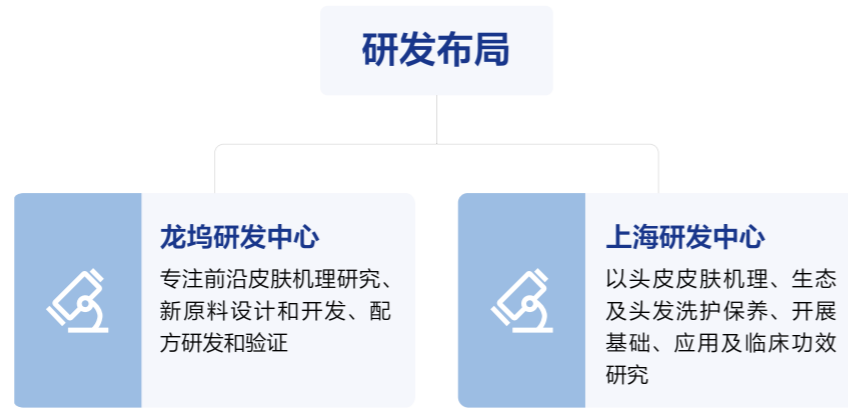 研发布局
龙坞研发中心
专注前沿皮肤机理研究、
新原料设计和开发、配
方研发和验证
上海研发中心
以头皮皮肤机理、生态
及头发洗护保养、开展
基础、应用及临床功效
研究